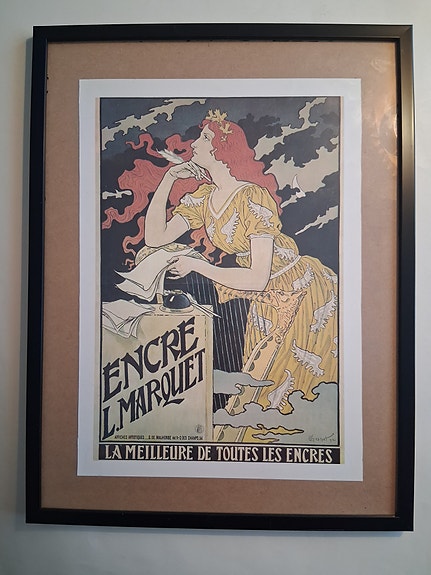 ENCRE
L. MARQUET
LA MEILLEURE DE TOUTES LES ENCRES